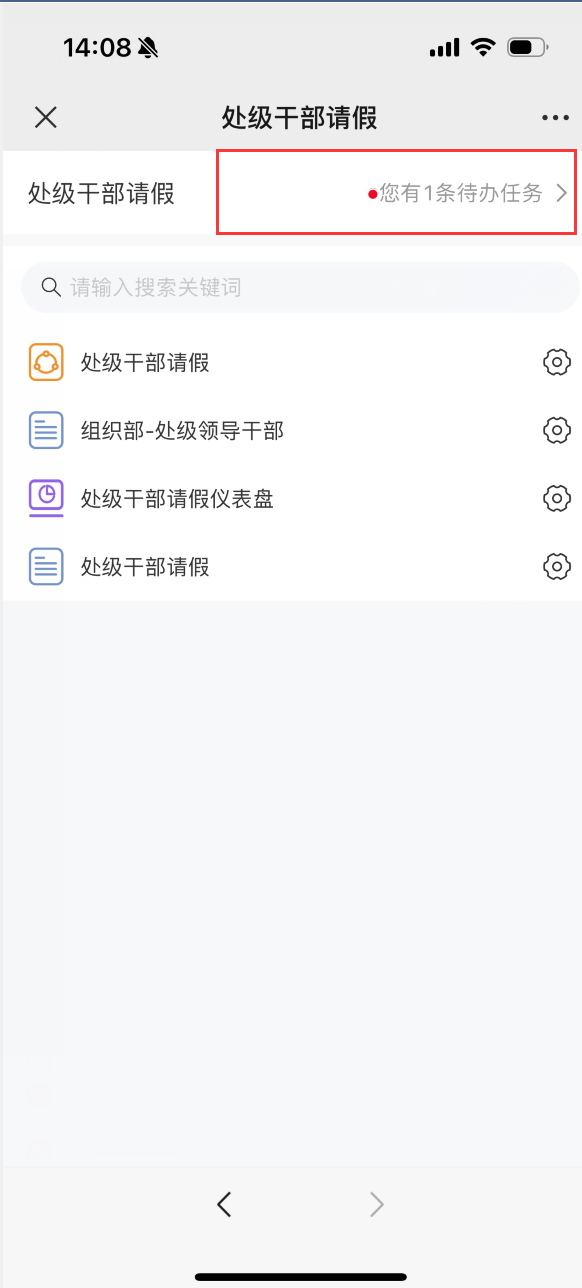 14:08
处级干部请假
处级干部请假
您有1条待办任务
请输入搜索关键词
处级干部请假
组织部-处级领导干部
处级干部请假仪表盘
处级干部请假